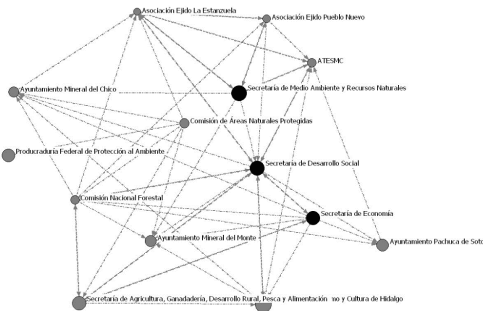 Asociación Ejido La Estanzuela
Asociación Ejido Pueblo Nuevo
ATESMC
Ayuntamiento Mineral del Chico
Secretaría de Medio Ambiente y Recursos Naturales
Comisión de Áreas Naturales Protegidas
Producraduría Federal de Protección al Ambiente
Secretaría de Desarrollo Social
Comisión Nacional Forestal
Secretaría de Economía
Ayuntamiento Mineral del Monte
Ayuntamiento Pachuca de Soto
Secretaría de Agricultura, Ganadería, Desarrollo Rural, Pesca y Alimentación mo y Cultura de Hidalgo